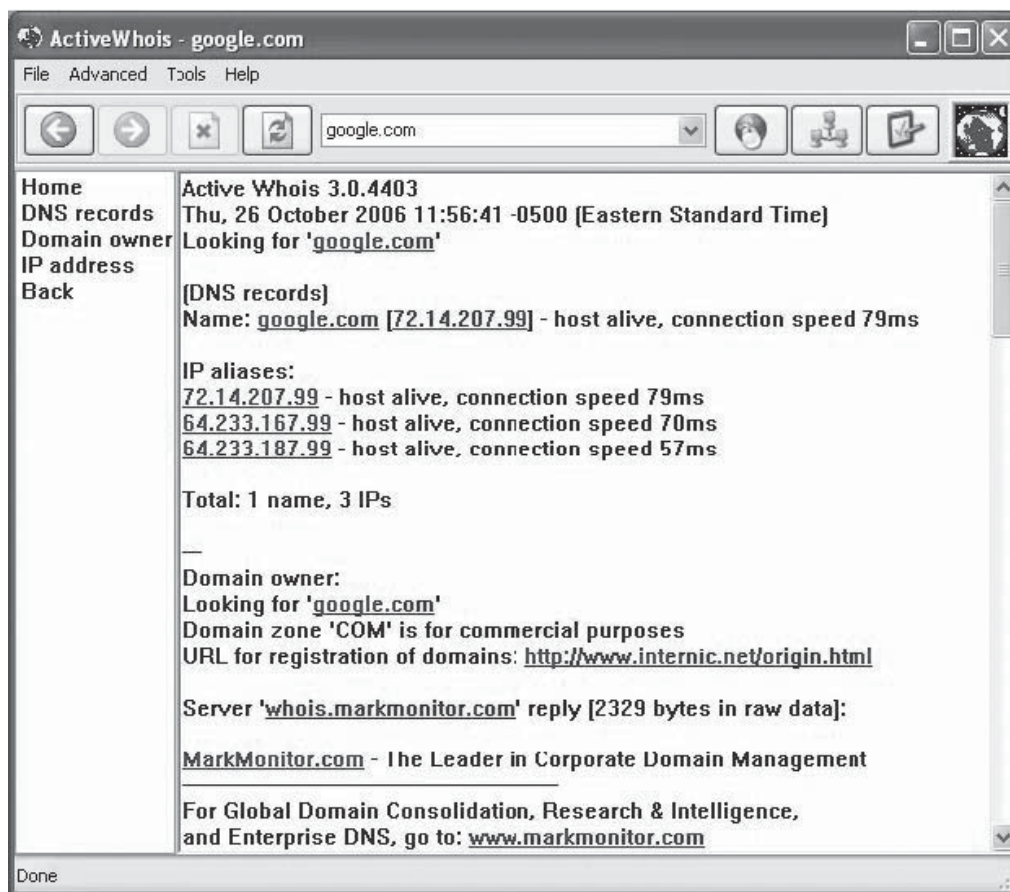 ActiveWhois - google.com
File Advanced Tools Help
google.com
Home
DNS records
Domain owner
IP address
Back
Active Whois 3.0.4403
Thu, 26 October 2006 11:56:41 -0500 (Eastern Standard Time)
Looking for 'google.com'
(DNS records)
Name: google.com [72.14.207.99] - host alive, connection speed 79ms
IP aliases:
72.14.207.99 - host alive, connection speed 79ms
64.233.167.99 - host alive, connection speed 70ms
64.233.187.99 - host alive, connection speed 57ms
Total: 1 name, 3 IPs
__
Domain owner:
Looking for 'google.com'
Domain zone 'COM' is for commercial purposes
URL for registration of domains: http://www.internic.net/origin.html
Server 'whois.markmonitor.com' reply [2329 bytes in raw data]:
MarkMonitor.com - The Leader in Corporate Domain Management
For Global Domain Consolidation, Research & Intelligence,
and Enterprise DNS, go to: www.markmonitor.com
Done